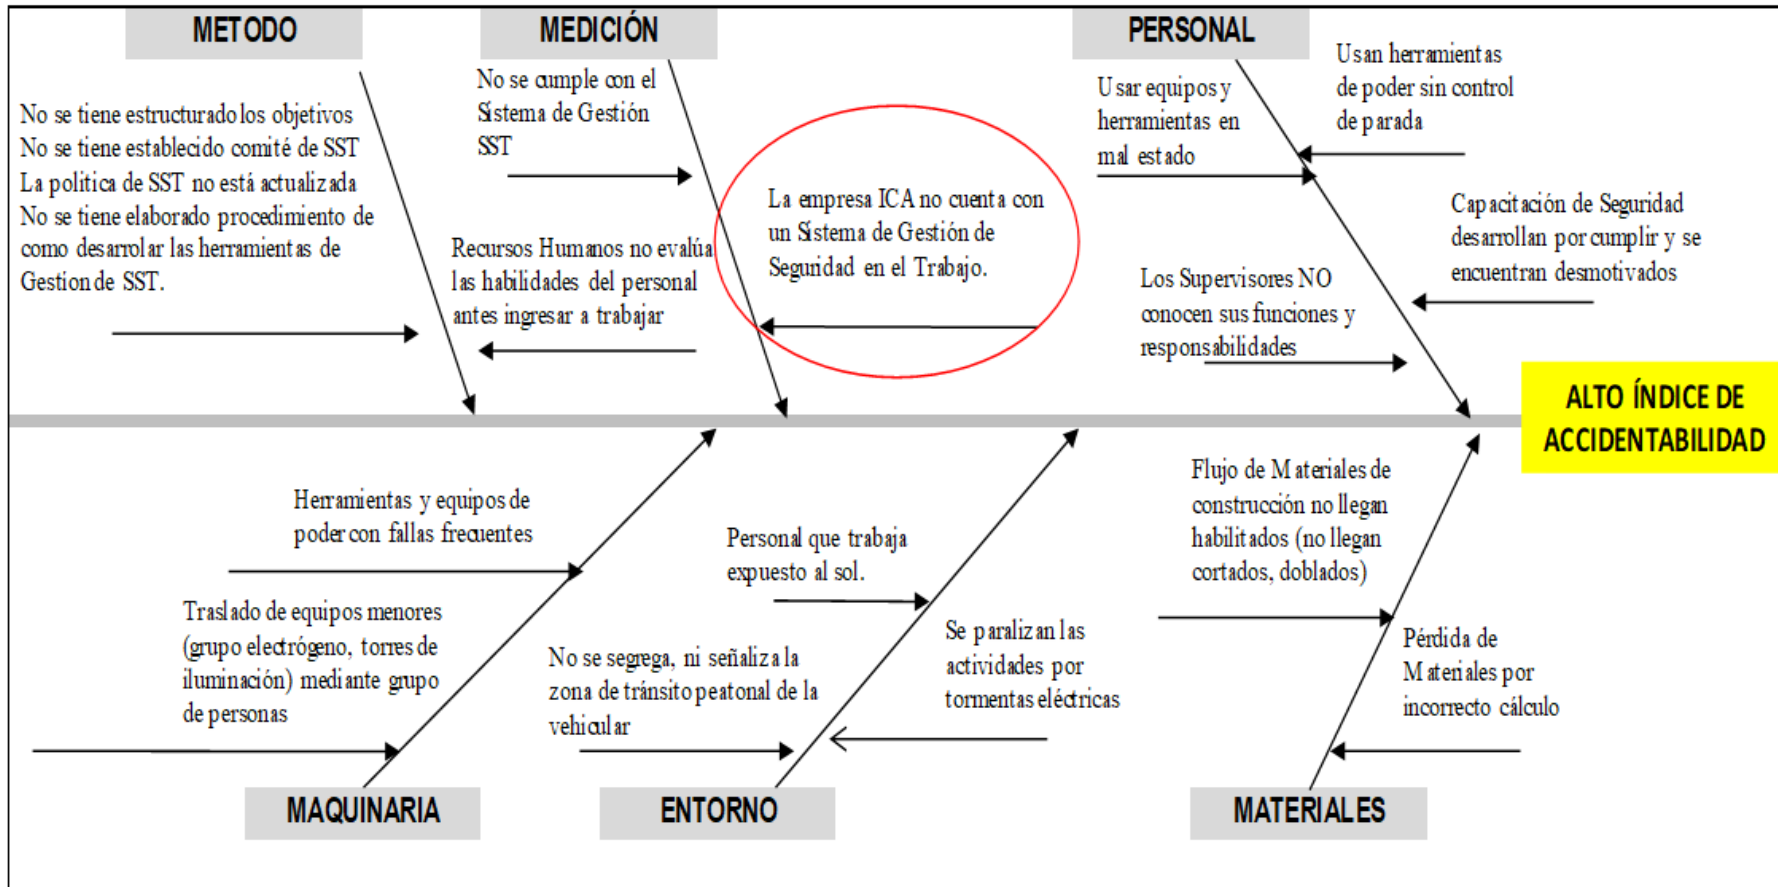 METODO
MEDICIÓN
PERSONAL
No se tiene estructurado los objetivos
No se tiene establecido comité de SST
La politica de SST no está actualizada
No se tiene elaborado procedimiento de
como desarrolar las herramientas de
Gestion de SST.
No se cumple con el
Sistema de Gestión
SST
Recursos Humanos no evalúa
las habilidades del personal
antes ingresar a trabajar
La empresa ICA no cuenta con
un Sistema de Gestión de
Seguridad en el Trabajo.
Usar equipos y
herramientas en
mal estado
Usan herramientas
de poder sin control
de parada
Los Supervisores NO
conocen sus funciones y
responsabilidades
Capacitación de Seguridad
desarrollan por cumplir y se
encuentran desmotivados
ALTO ÍNDICE DE
ACCIDENTABILIDAD
Herramientas y equipos de
poder con fallas frecuentes
Traslado de equipos menores
(grupo electrógeno, torres de
iluminación) mediante grupo
de personas
Personal que trabaja
expuesto al sol.
No se segrega, ni señaliza la
zona de tránsito peatonal de la
vehicular
Se paralizan las
actividades por
tormentas eléctricas
Flujo de Materiales de
construcción no llegan
habilitados (no llegan
cortados, doblados)
Pérdida de
Materiales por
incorrecto cálculo
MAQUINARIA
ENTORNO
MATERIALES